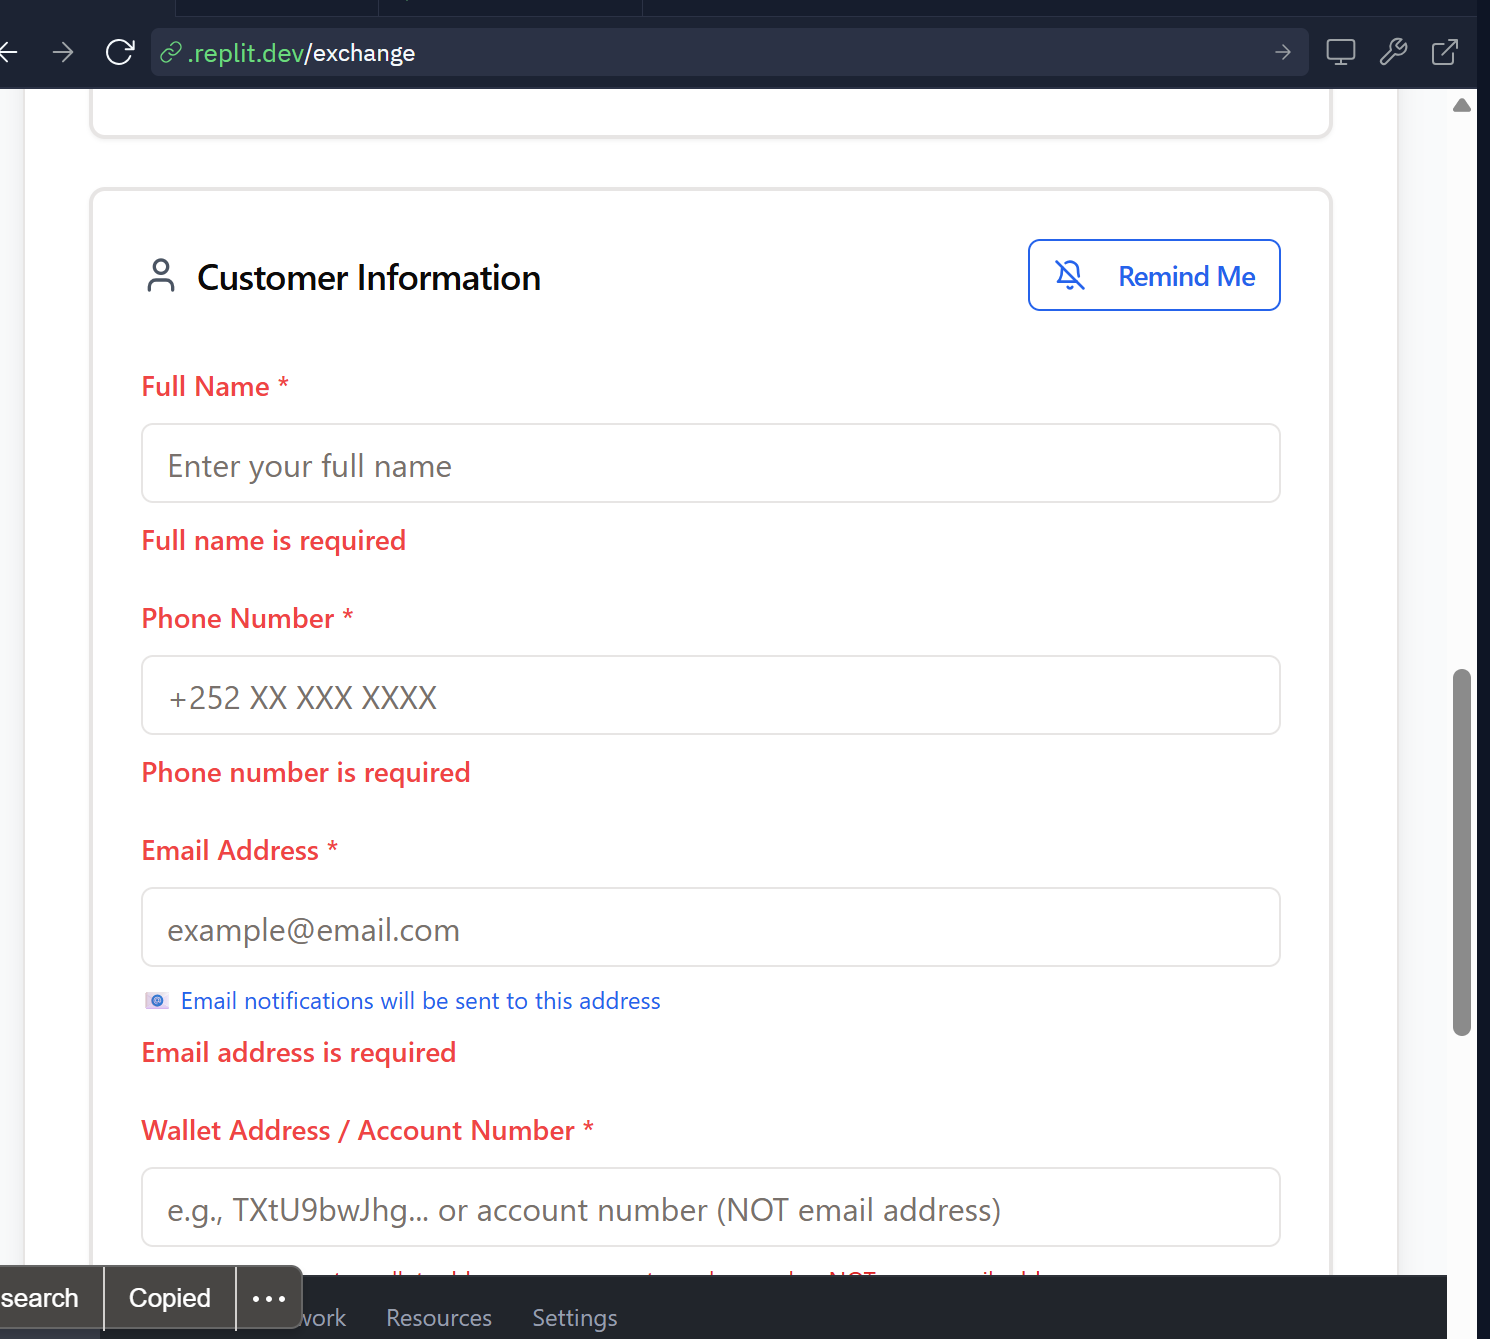 .replit.dev/exchange
Customer Information
Remind Me
Full Name *
Enter your full name
Full name is required
Phone Number *
+252 XX XXX XXXX
Phone number is required
Email Address *
example@email.com
Email notifications will be sent to this address
Email address is required
Wallet Address / Account Number *
e.g., TXtU9bwJhg... or account number (NOT email address)
search
Copied
work
Resources
Settings